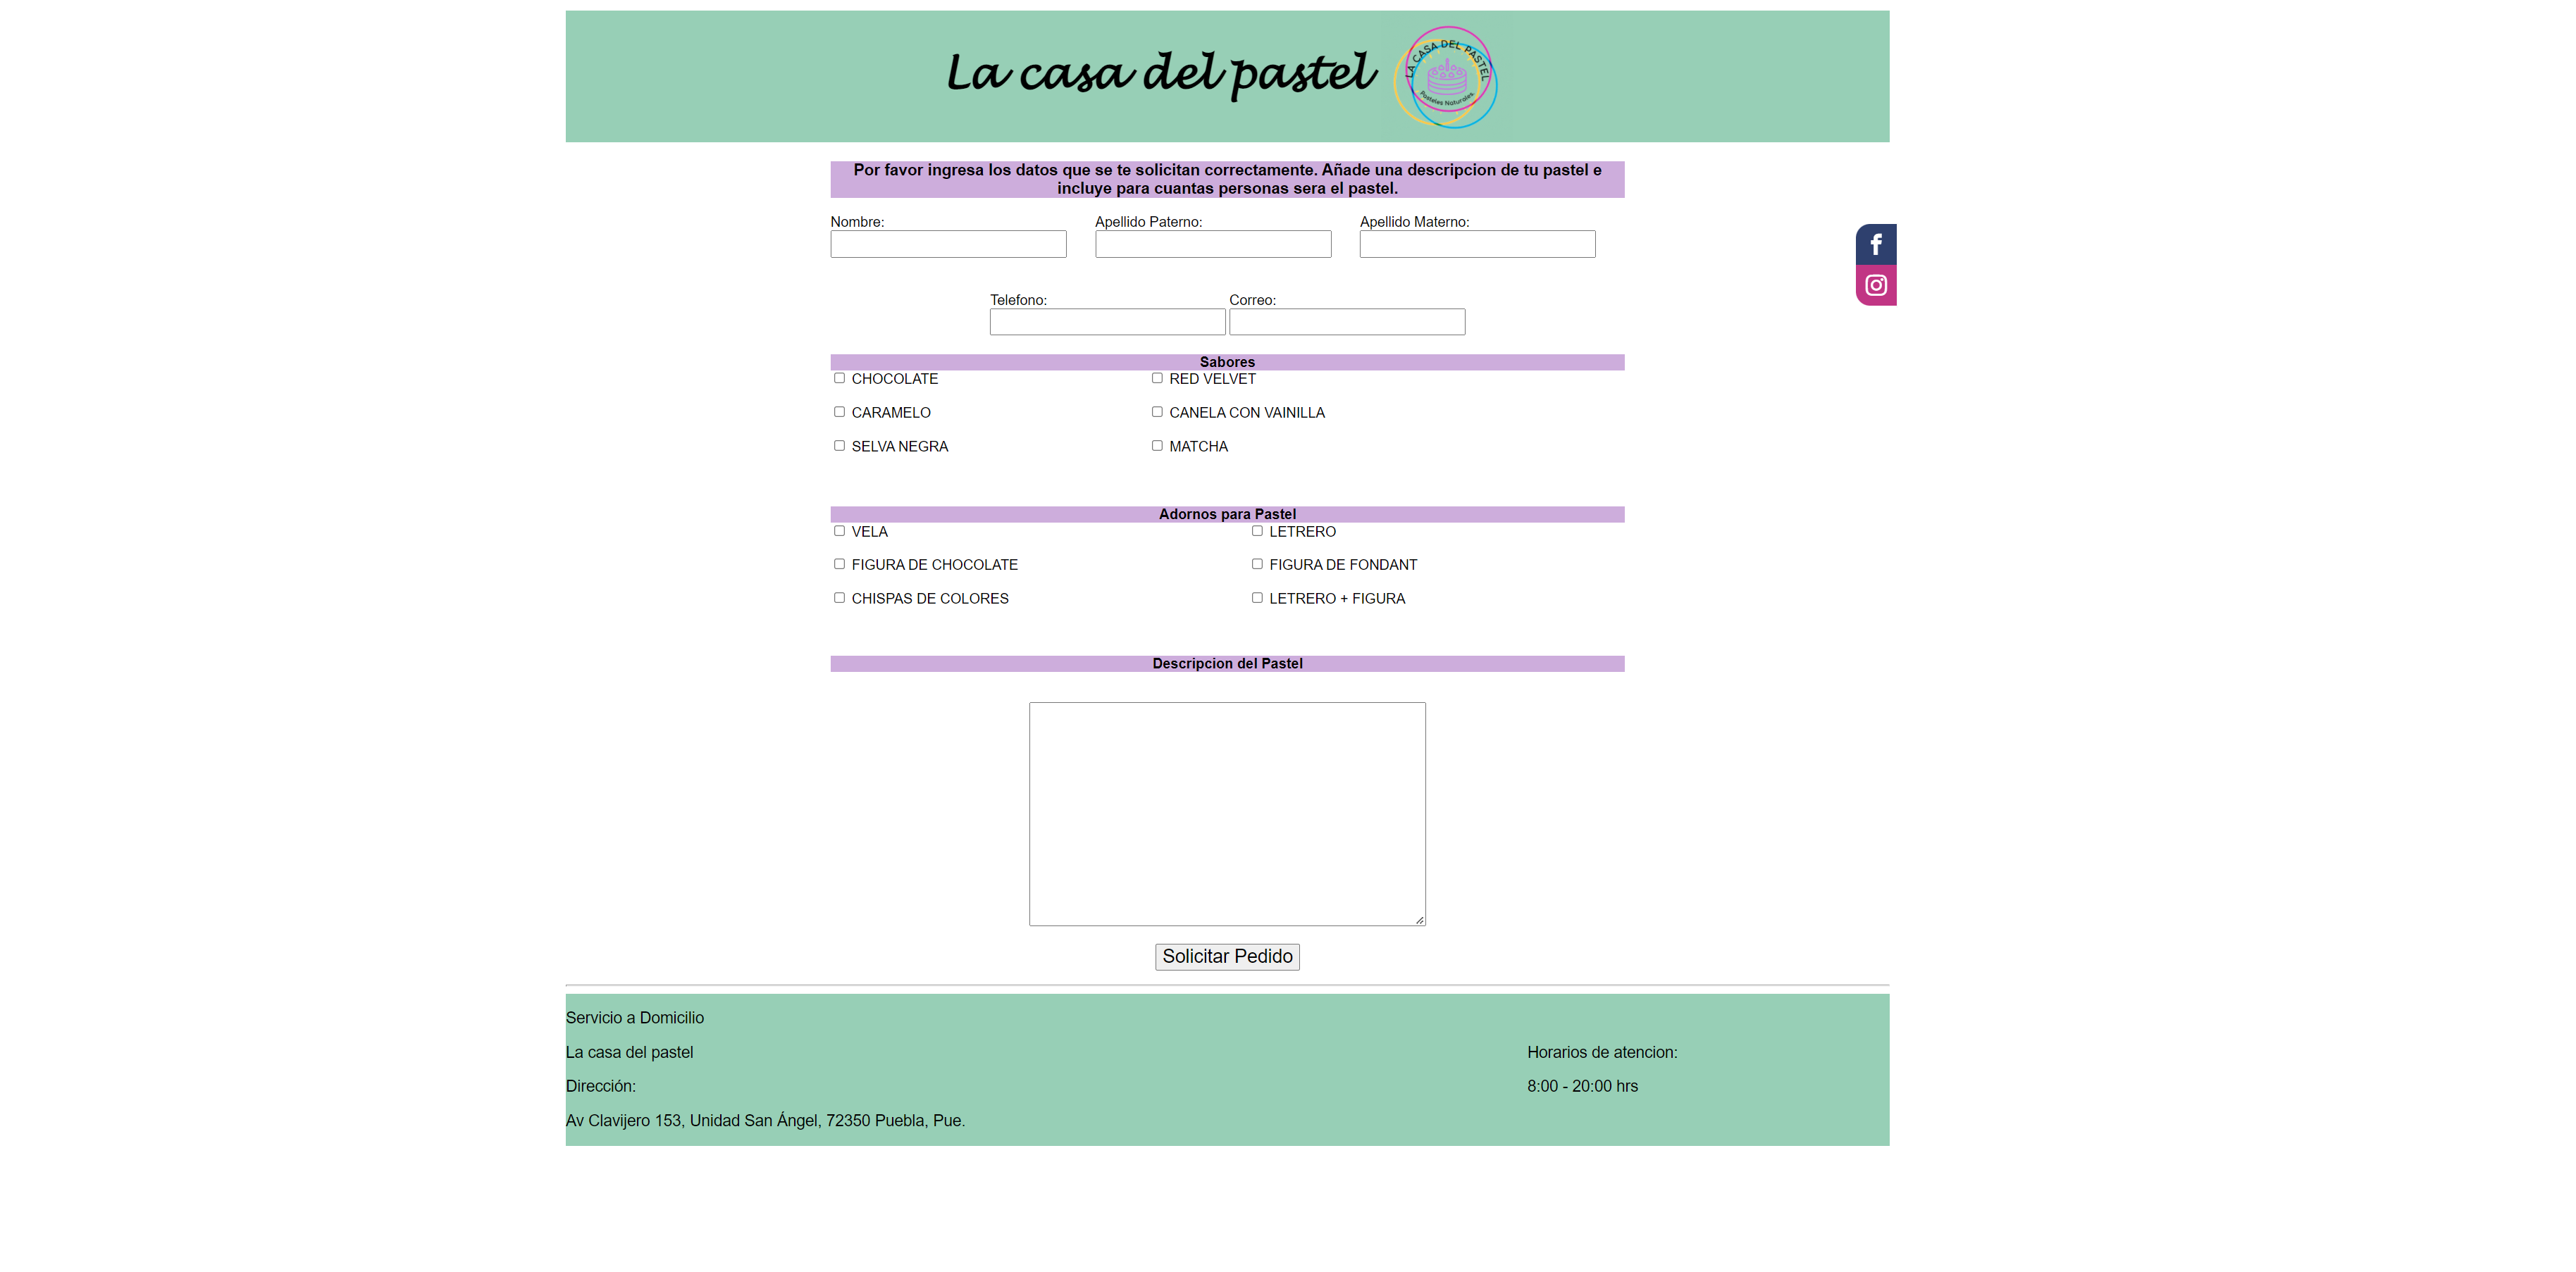 La casa del pastel
LA CASA DEL PASTEL
Pasteles Naturales
Por favor ingresa los datos que se te solicitan correctamente. Añade una descripcion de tu pastel e
incluye para cuantas personas sera el pastel.
Nombre: Apellido Paterno: Apellido Materno:
Telefono: Correo:
Sabores
CHOCOLATE RED VELVET
CARAMELO CANELA CON VAINILLA
SELVA NEGRA MATCHA
Adornos para Pastel
VELA LETRERO
FIGURA DE CHOCOLATE FIGURA DE FONDANT
CHISPAS DE COLORES LETRERO + FIGURA
Descripcion del Pastel
Solicitar Pedido
Servicio a Domicilio
La casa del pastel Horarios de atencion:
Dirección: 8:00 - 20:00 hrs
Av Clavijero 153, Unidad San Ángel, 72350 Puebla, Pue.